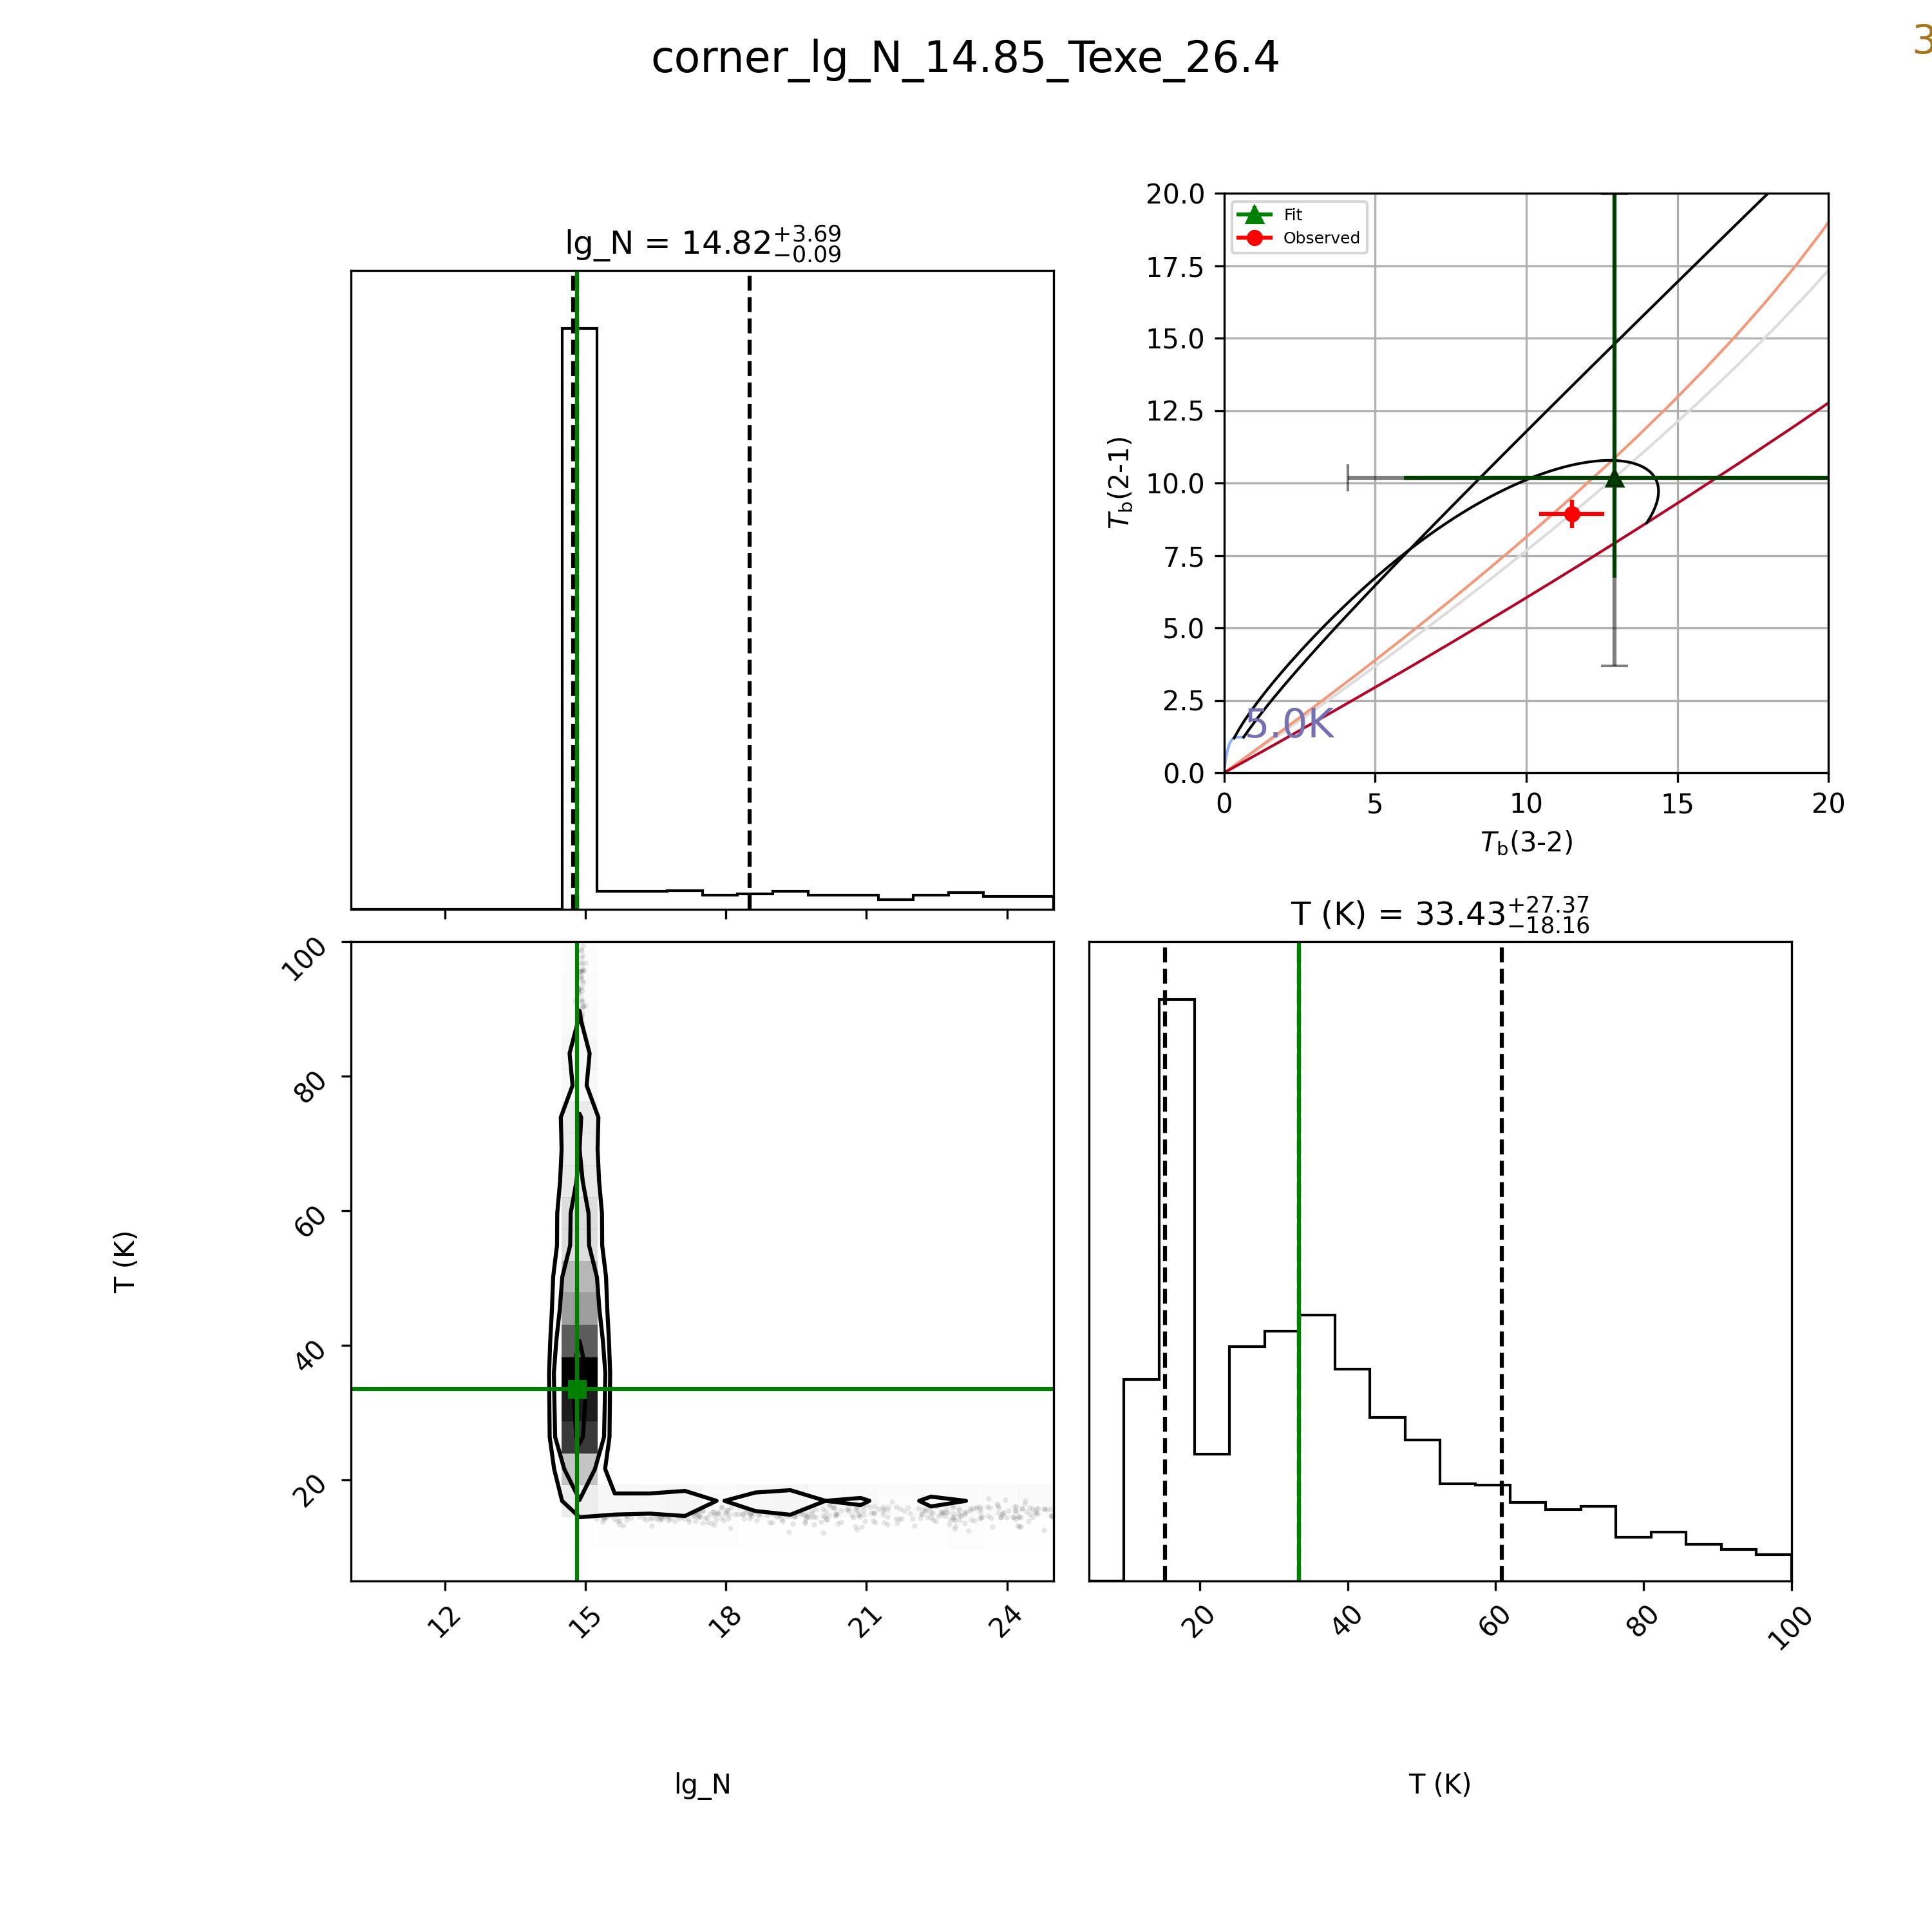 corner_lg_N_14.85_Texe_26.4
3
lg_N = 14.82+3.69−0.09
20.0
17.5
15.0
12.5
10.0
7.5
5.0
2.5
0.0
Tb(2-1)
Fit
Observed
5.0K
0 5 10 15 20
Tb(3-2)
T (K) = 33.43+27.37−18.16
100
80
60
40
20
T (K)
12 15 18 21 24
lg_N
20 40 60 80 100
T (K)